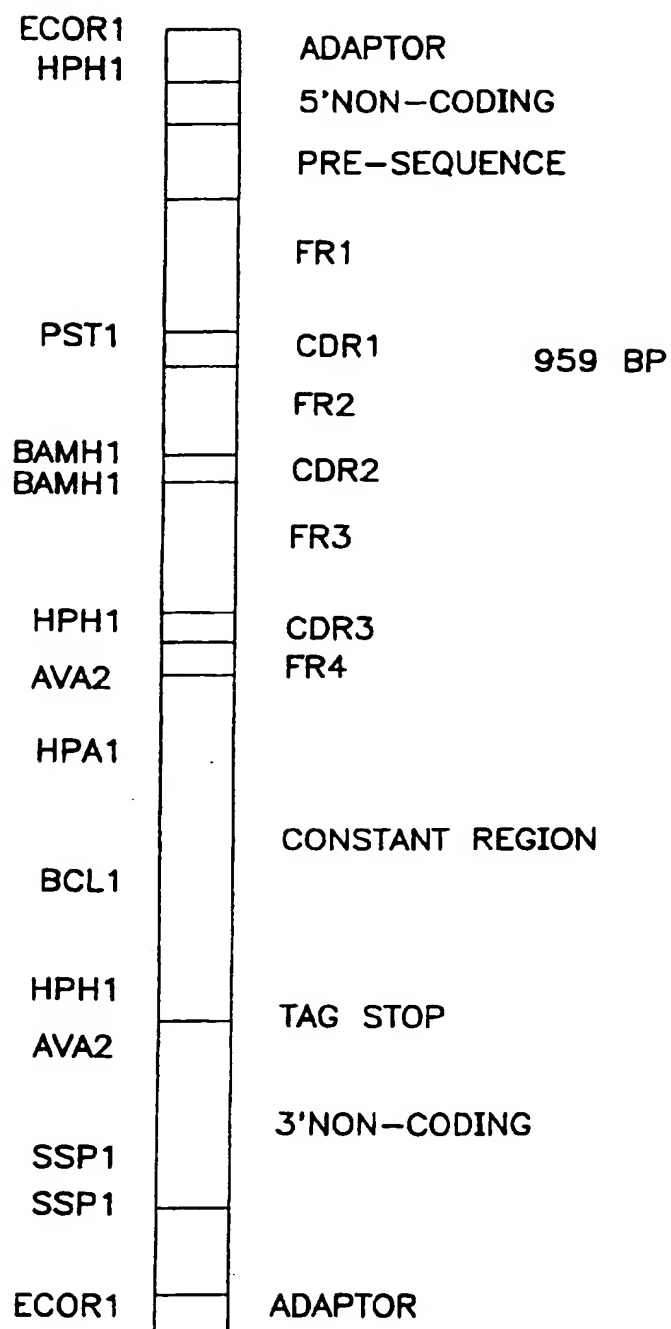 ECOR1
ADAPTOR
HPH1
5'NON-CODING
PRE-SEQUENCE
FR1
PST1
CDR1
959 BP
FR2
BAMH1
CDR2
BAMH1
FR3
HPH1
CDR3
FR4
AVA2
HPA1
CONSTANT REGION
BCL1
HPH1
TAG STOP
AVA2
3'NON-CODING
SSP1
SSP1
ECOR1
ADAPTOR